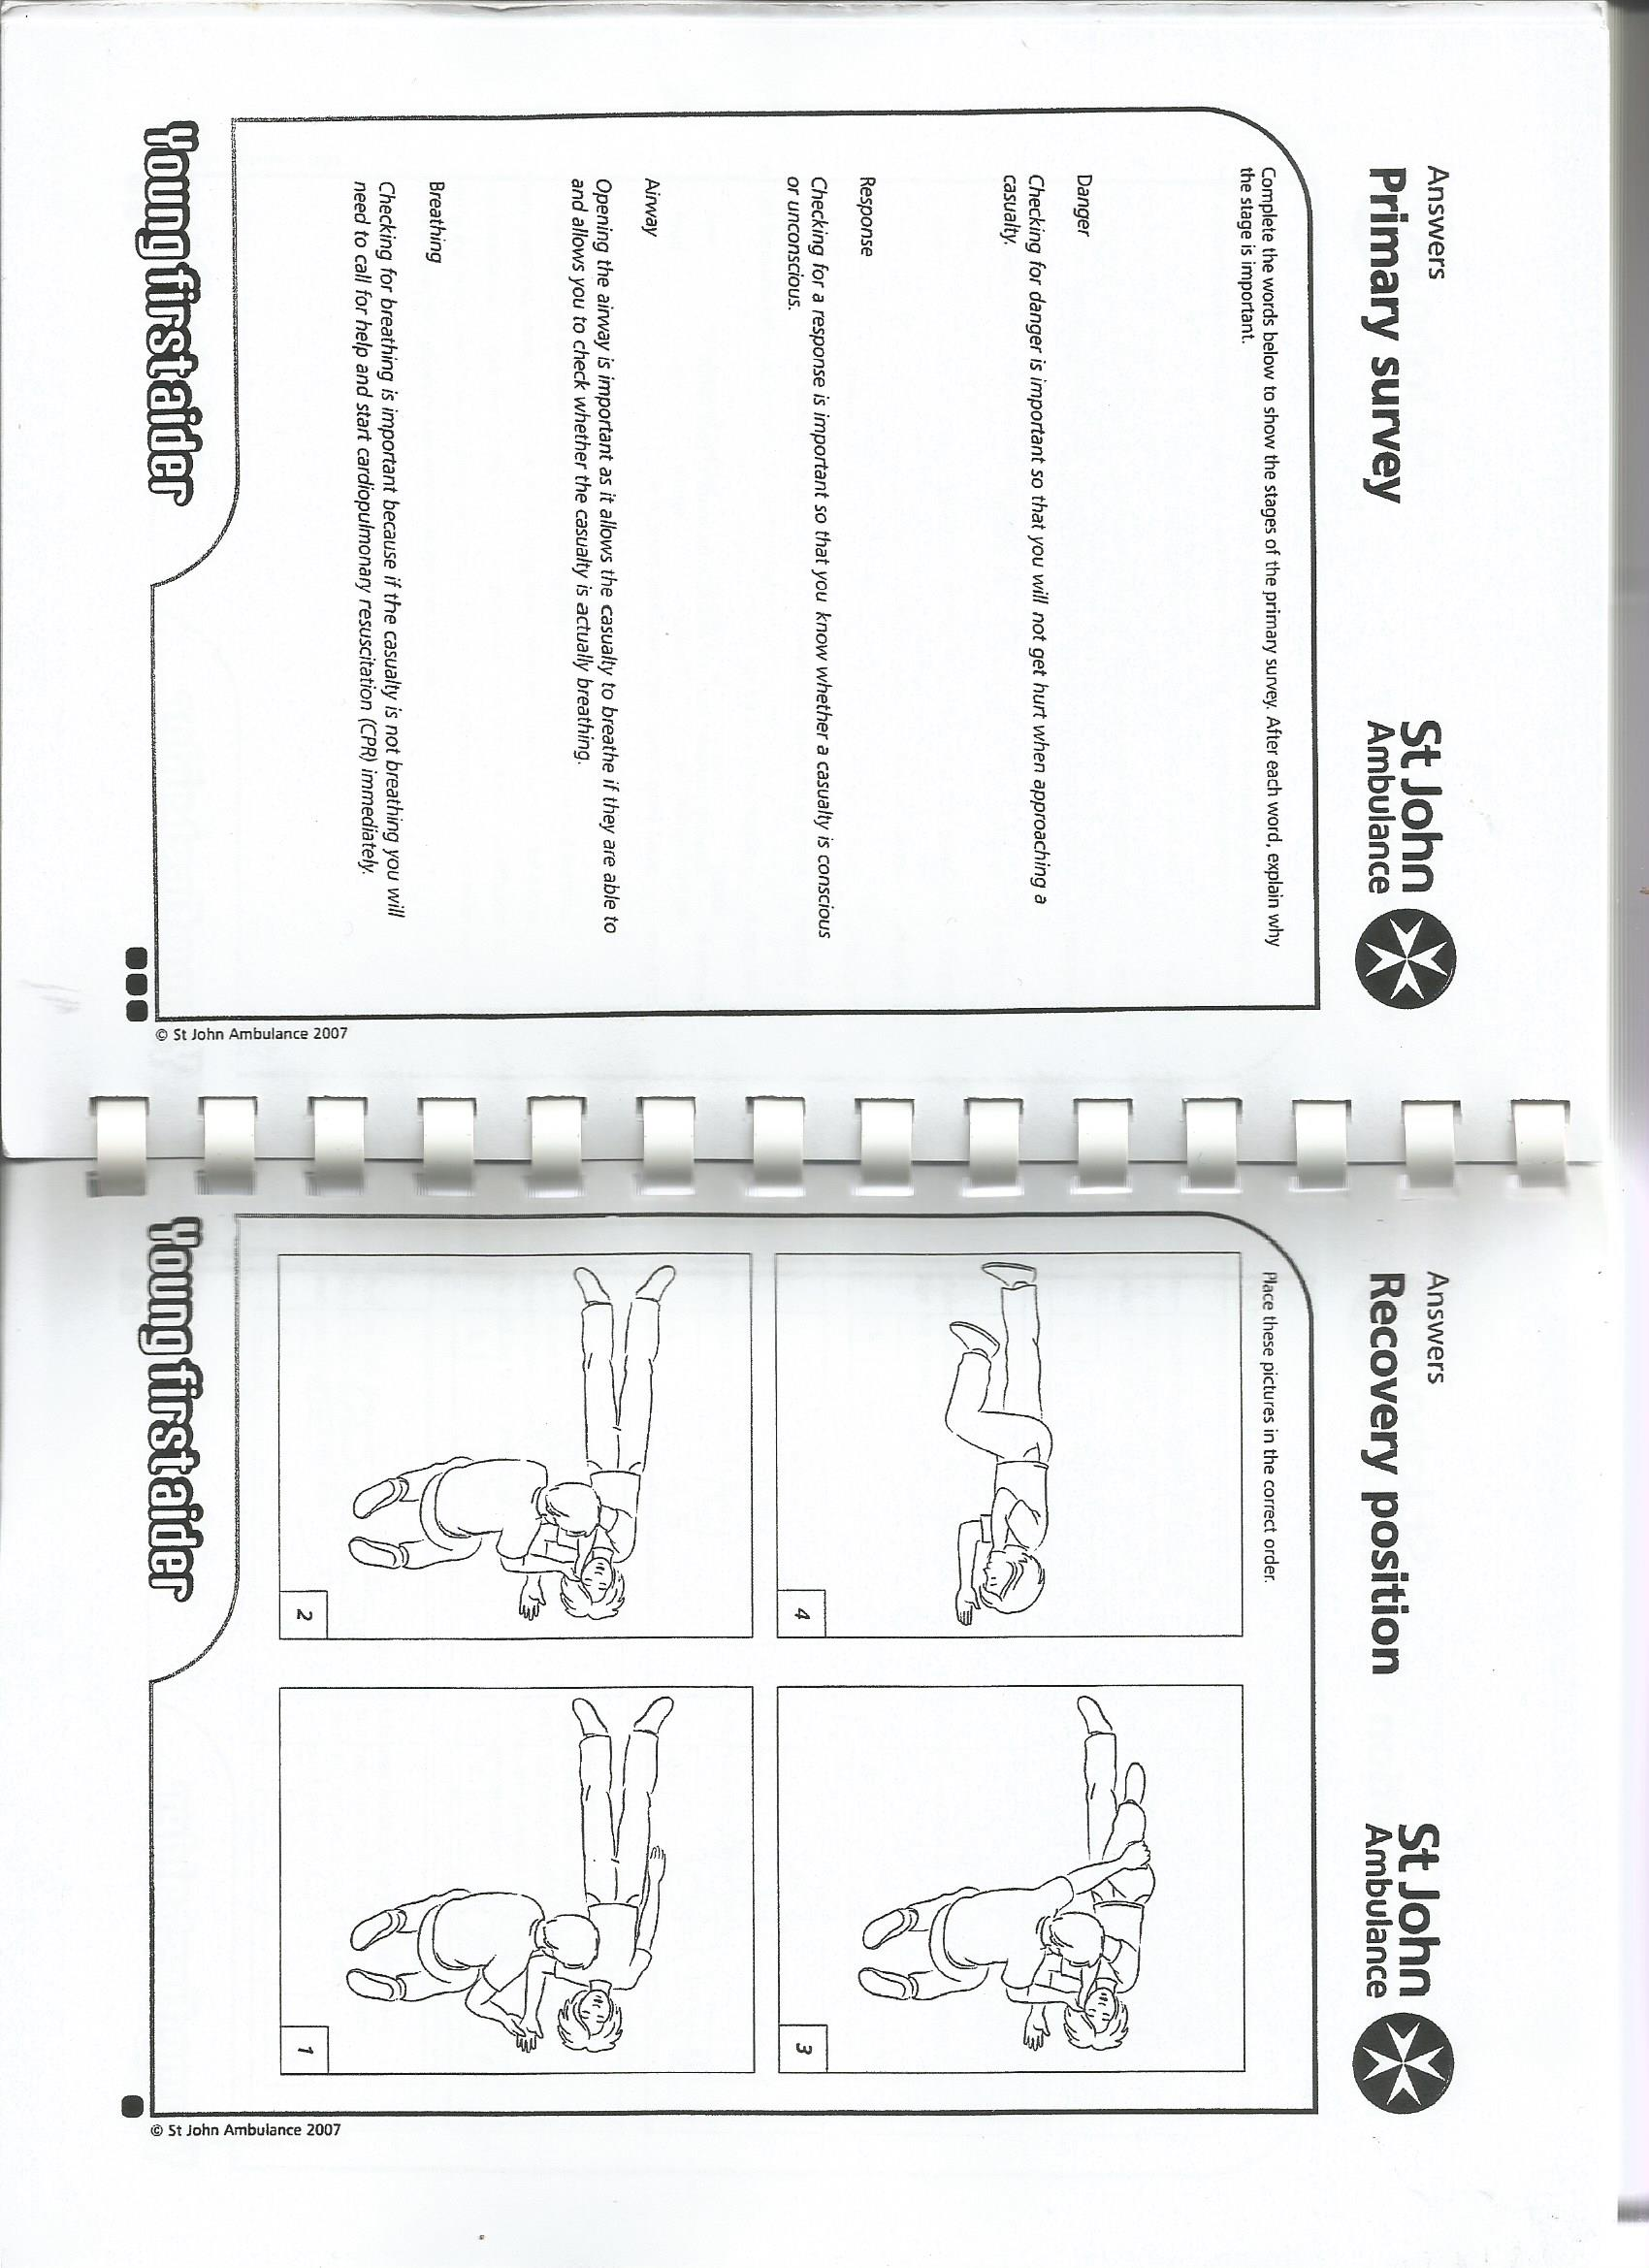 Answers
Primary survey
St John
Ambulance
Complete the words below to show the stages of the primary survey. After each word, explain why
the stage is important.
Danger
Checking for danger is important so that you will not get hurt when approaching a
casualty.
Response
Checking for a response is important so that you know whether a casualty is conscious
or unconscious.
Airway
Opening the airway is important as it allows the casualty to breathe if they are able to
and allows you to check whether the casualty is actually breathing.
Breathing
Checking for breathing is important because if the casualty is not breathing you will
need to call for help and start cardiopulmonary resuscitation (CPR) immediately.
Young first aider
© St John Ambulance 2007
Answers
Recovery position
St John
Ambulance
Place these pictures in the correct order.
4
3
2
1
Young first aider
© St John Ambulance 2007